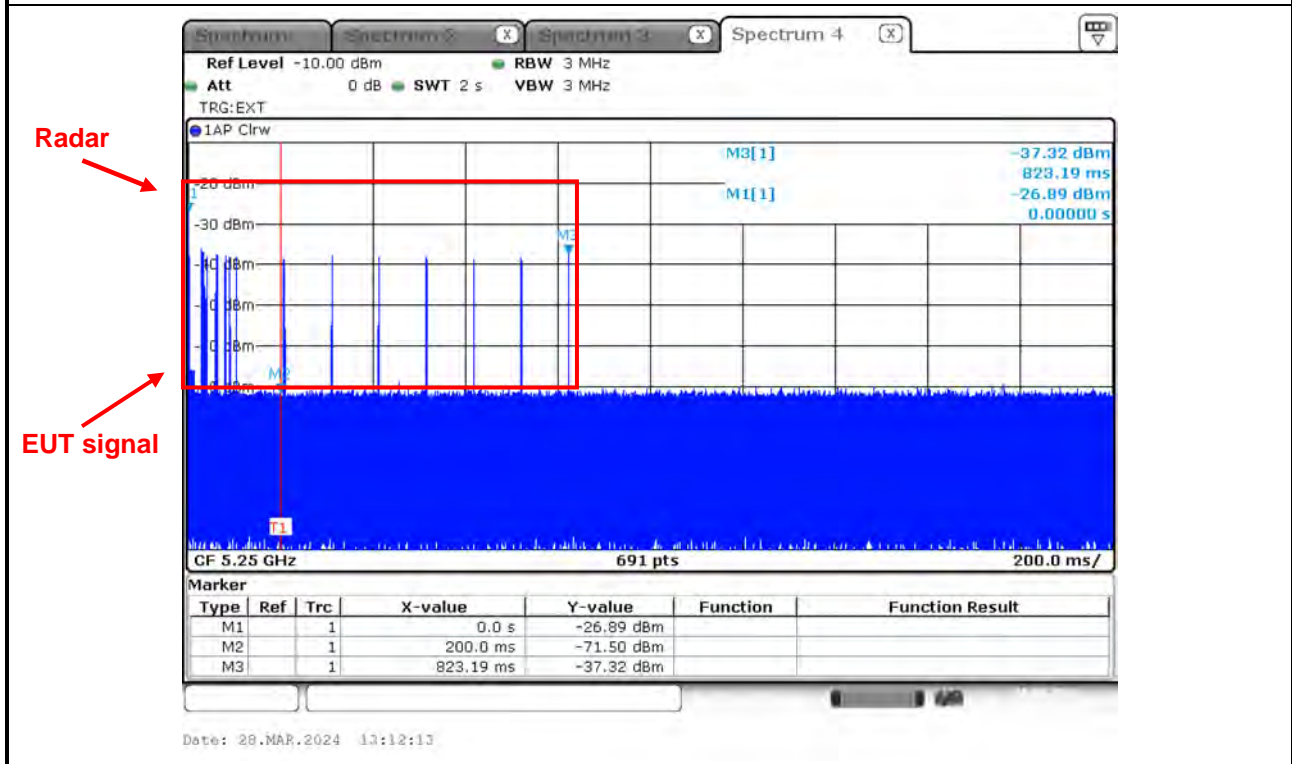 Spectrum 4 X
Ref Level -10.00 dBm RBW 3 MHz
Att 0 dB SWT 2 s VBW 3 MHz
TRG:EXT
1AP Clrw
Radar
M3[1] -37.32 dBm
823.19 ms
-20 dBm
M1[1] -26.89 dBm
0.00000 s
-30 dBm
M3
M2
EUT signal
T1
CF 5.25 GHz 691 pts 200.0 ms/
Marker
Type Ref Trc X-value Y-value Function Function Result
M1 1 0.0 s -26.89 dBm
M2 1 200.0 ms -71.50 dBm
M3 1 823.19 ms -37.32 dBm
Date: 28.MAR.2024 13:12:13